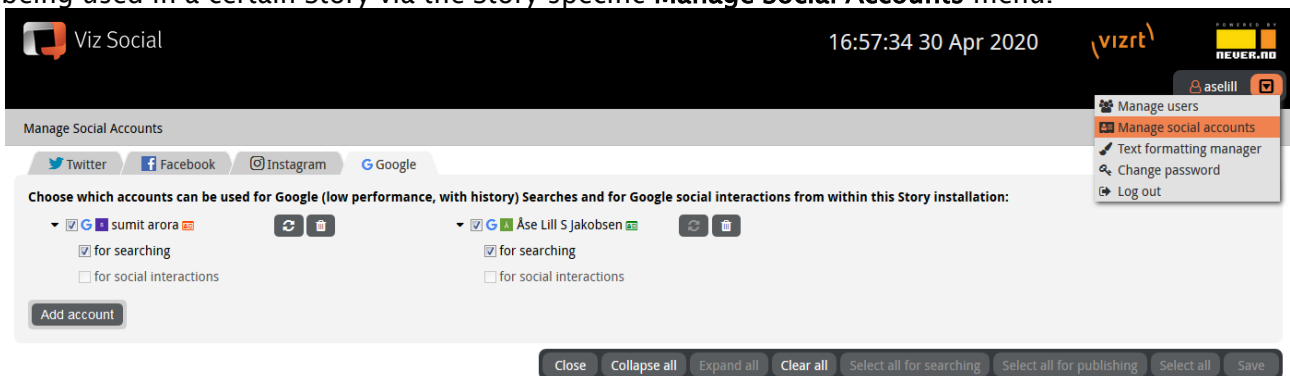 being used in a certain Story via the Story-specific Manage Social Accounts menu:
Viz Social
16:57:34 30 Apr 2020
vizrt
POWERED BY
NEVER.NO
aselill
Manage users
Manage social accounts
Text formatting manager
Change password
Log out
Manage Social Accounts
Twitter Facebook Instagram Google
Choose which accounts can be used for Google (low performance, with history) Searches and for Google social interactions from within this Story installation:
sumit arora Åse Lill S Jakobsen
for searching for searching
for social interactions for social interactions
Add account
Close Collapse all Expand all Clear all Select all for searching Select all for publishing Select all Save